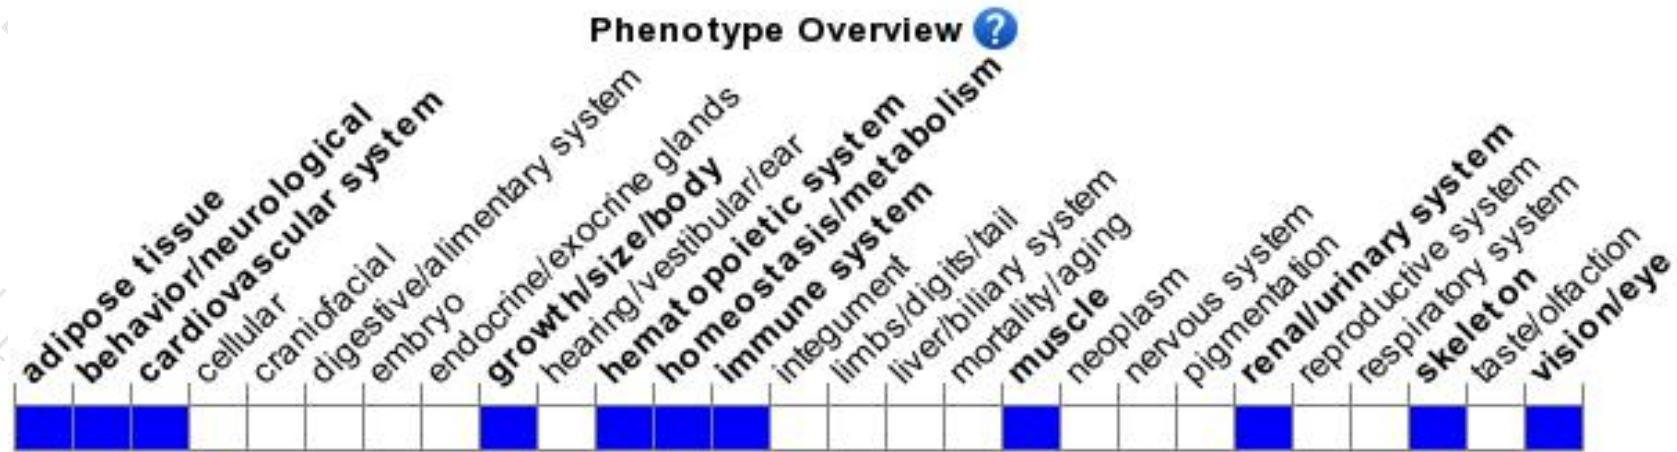 Phenotype Overview ?
adipose tissue
behavior/neurological
cardiovascular system
cellular
craniofacial
digestive/alimentary system
embryo
endocrine/exocrine glands
growth/size/body
hearing/vestibular/ear
hematopoietic system
homeostasis/metabolism
immune system
integument
limbs/digits/tail
liver/biliary system
mortality/aging
muscle
neoplasm
nervous system
pigmentation
renal/urinary system
reproductive system
respiratory system
skeleton
taste/olfaction
vision/eye